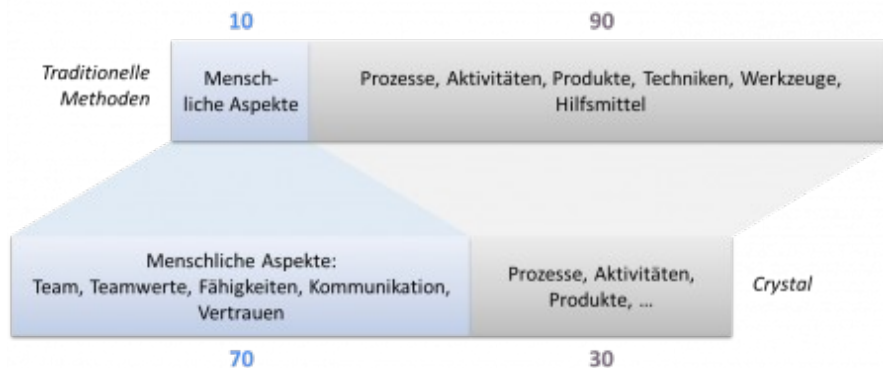 10
90
Traditionelle
Methoden
Mensch-
liche Aspekte
Prozesse, Aktivitäten, Produkte, Techniken, Werkzeuge,
Hilfsmittel
Menschliche Aspekte:
Team, Teamwerte, Fähigkeiten, Kommunikation,
Vertrauen
Prozesse, Aktivitäten,
Produkte, ...
Crystal
70
30